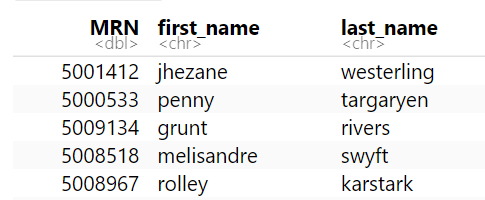 MRN first_name last_name
<dbl> <chr> <chr>
5001412 jhezane westerling
5000533 penny targaryen
5009134 grunt rivers
5008518 melisandre swyft
5008967 rolley karstark